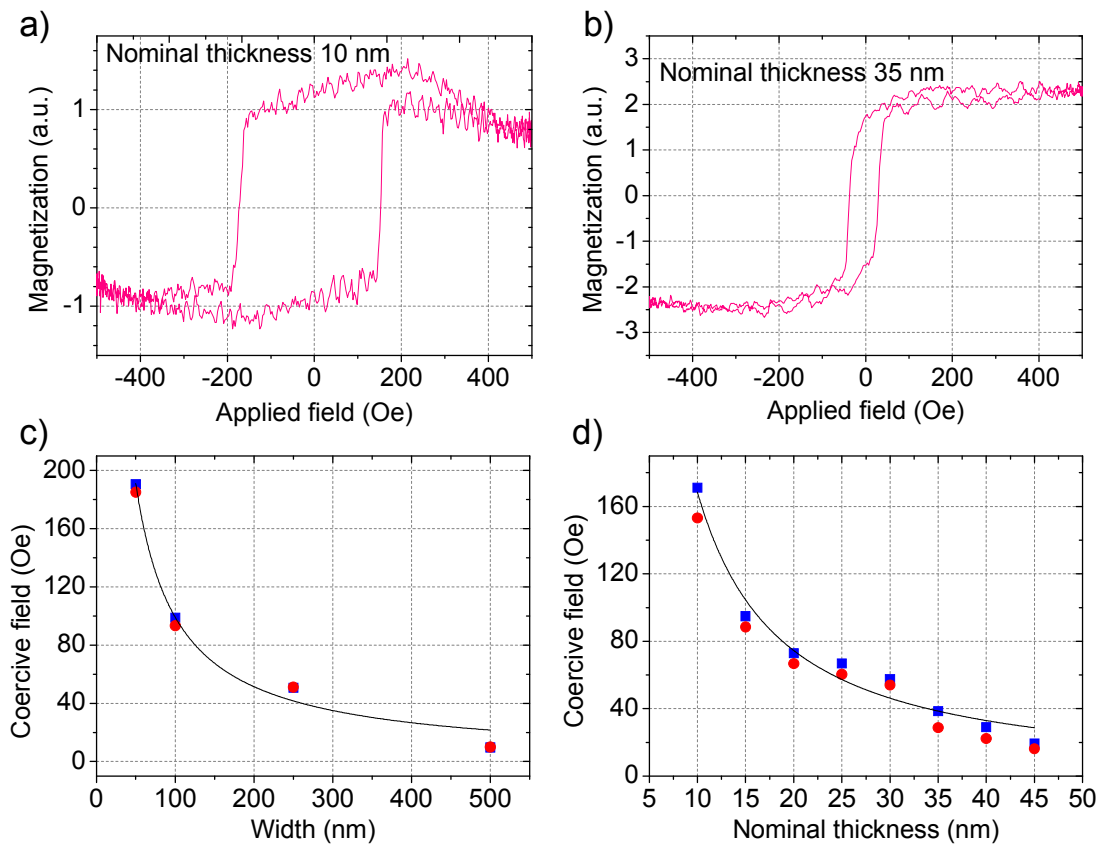 a)
Nominal thickness 10 nm
Magnetization (a.u.)
1
0
-1
-400 -200 0 200 400
Applied field (Oe)
b)
Nominal thickness 35 nm
Magnetization (a.u.)
3
2
1
0
-1
-2
-3
-400 -200 0 200 400
Applied field (Oe)
c)
Coercive field (Oe)
200
160
120
80
40
0
0 100 200 300 400 500
Width (nm)
d)
Coercive field (Oe)
160
120
80
40
0
5 10 15 20 25 30 35 40 45 50
Nominal thickness (nm)